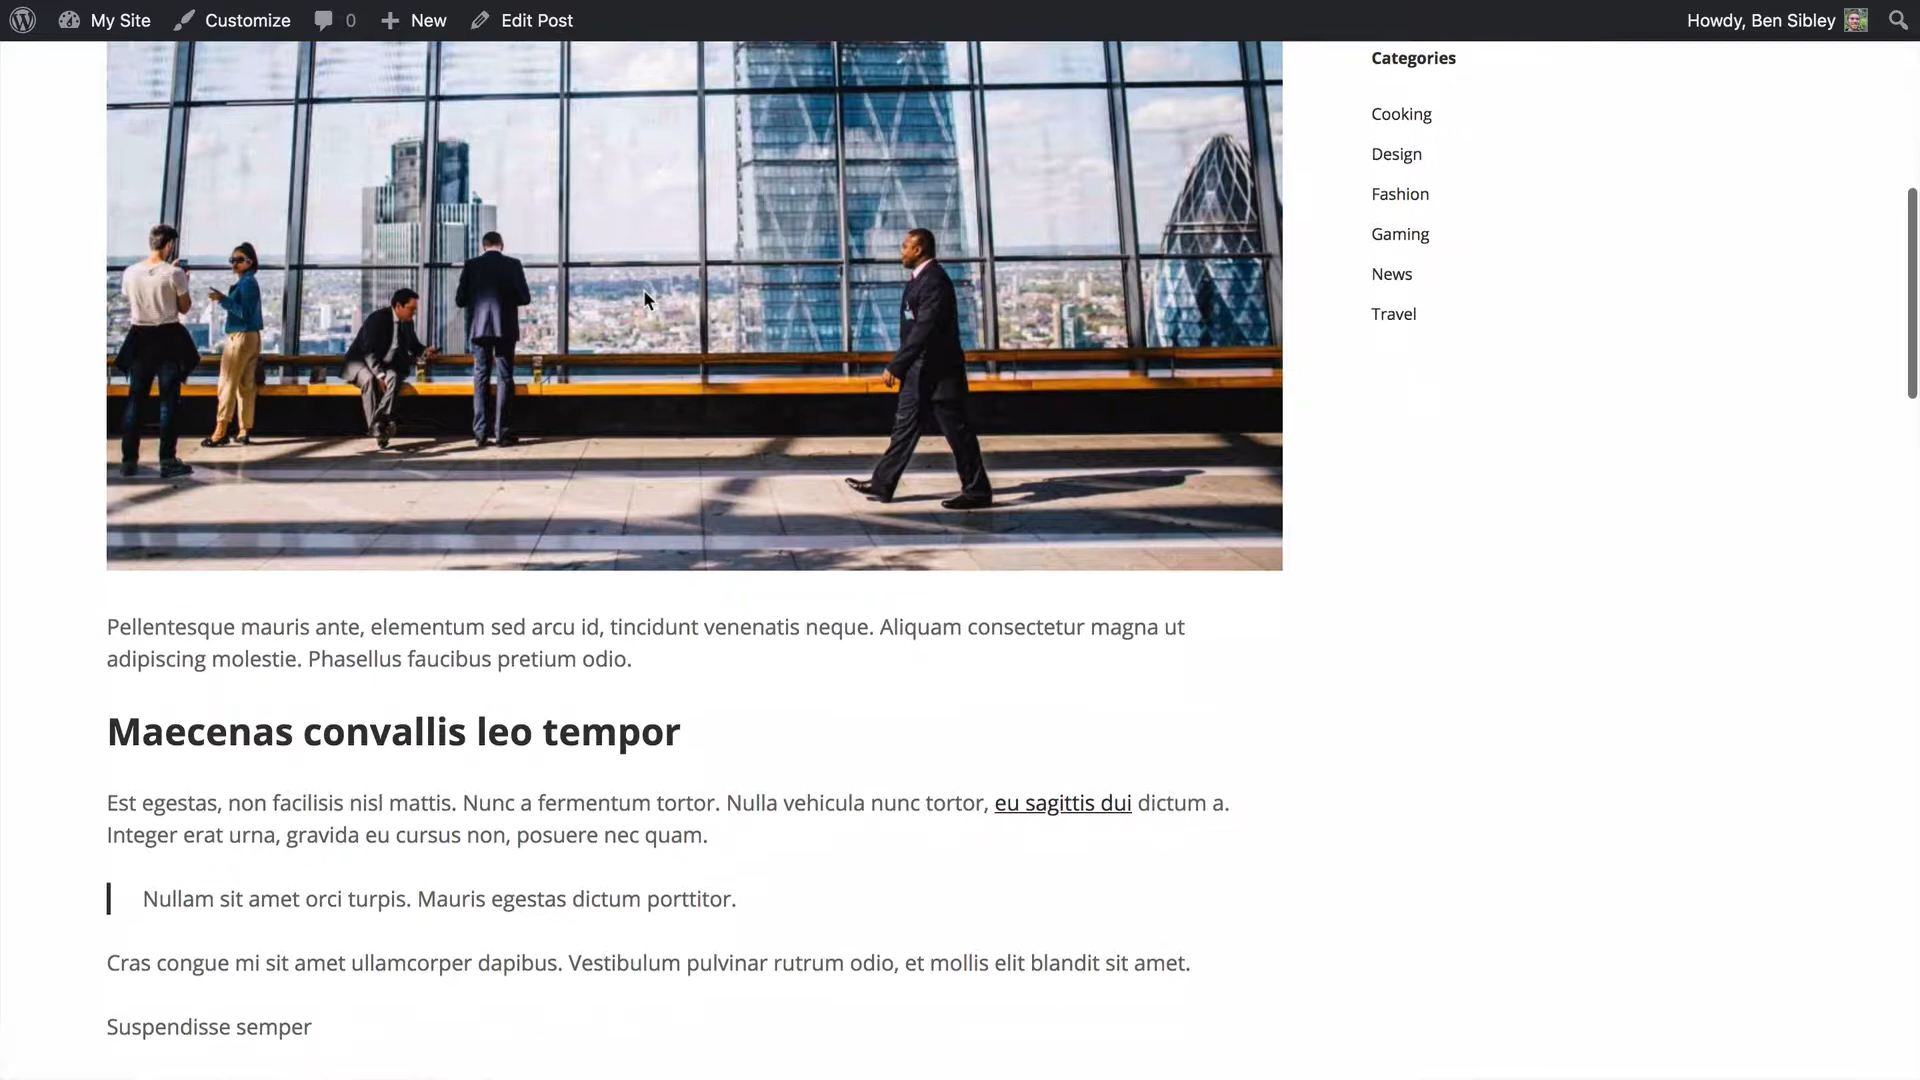 My Site Customize 0 New Edit Post Howdy, Ben Sibley
Categories
Cooking
Design
Fashion
Gaming
News
Travel
Pellentesque mauris ante, elementum sed arcu id, tincidunt venenatis neque. Aliquam consectetur magna ut
adipiscing molestie. Phasellus faucibus pretium odio.
Maecenas convallis leo tempor
Est egestas, non facilisis nisl mattis. Nunc a fermentum tortor. Nulla vehicula nunc tortor, eu sagittis dui dictum a.
Integer erat urna, gravida eu cursus non, posuere nec quam.
Nullam sit amet orci turpis. Mauris egestas dictum porttitor.
Cras congue mi sit amet ullamcorper dapibus. Vestibulum pulvinar rutrum odio, et mollis elit blandit sit amet.
Suspendisse semper